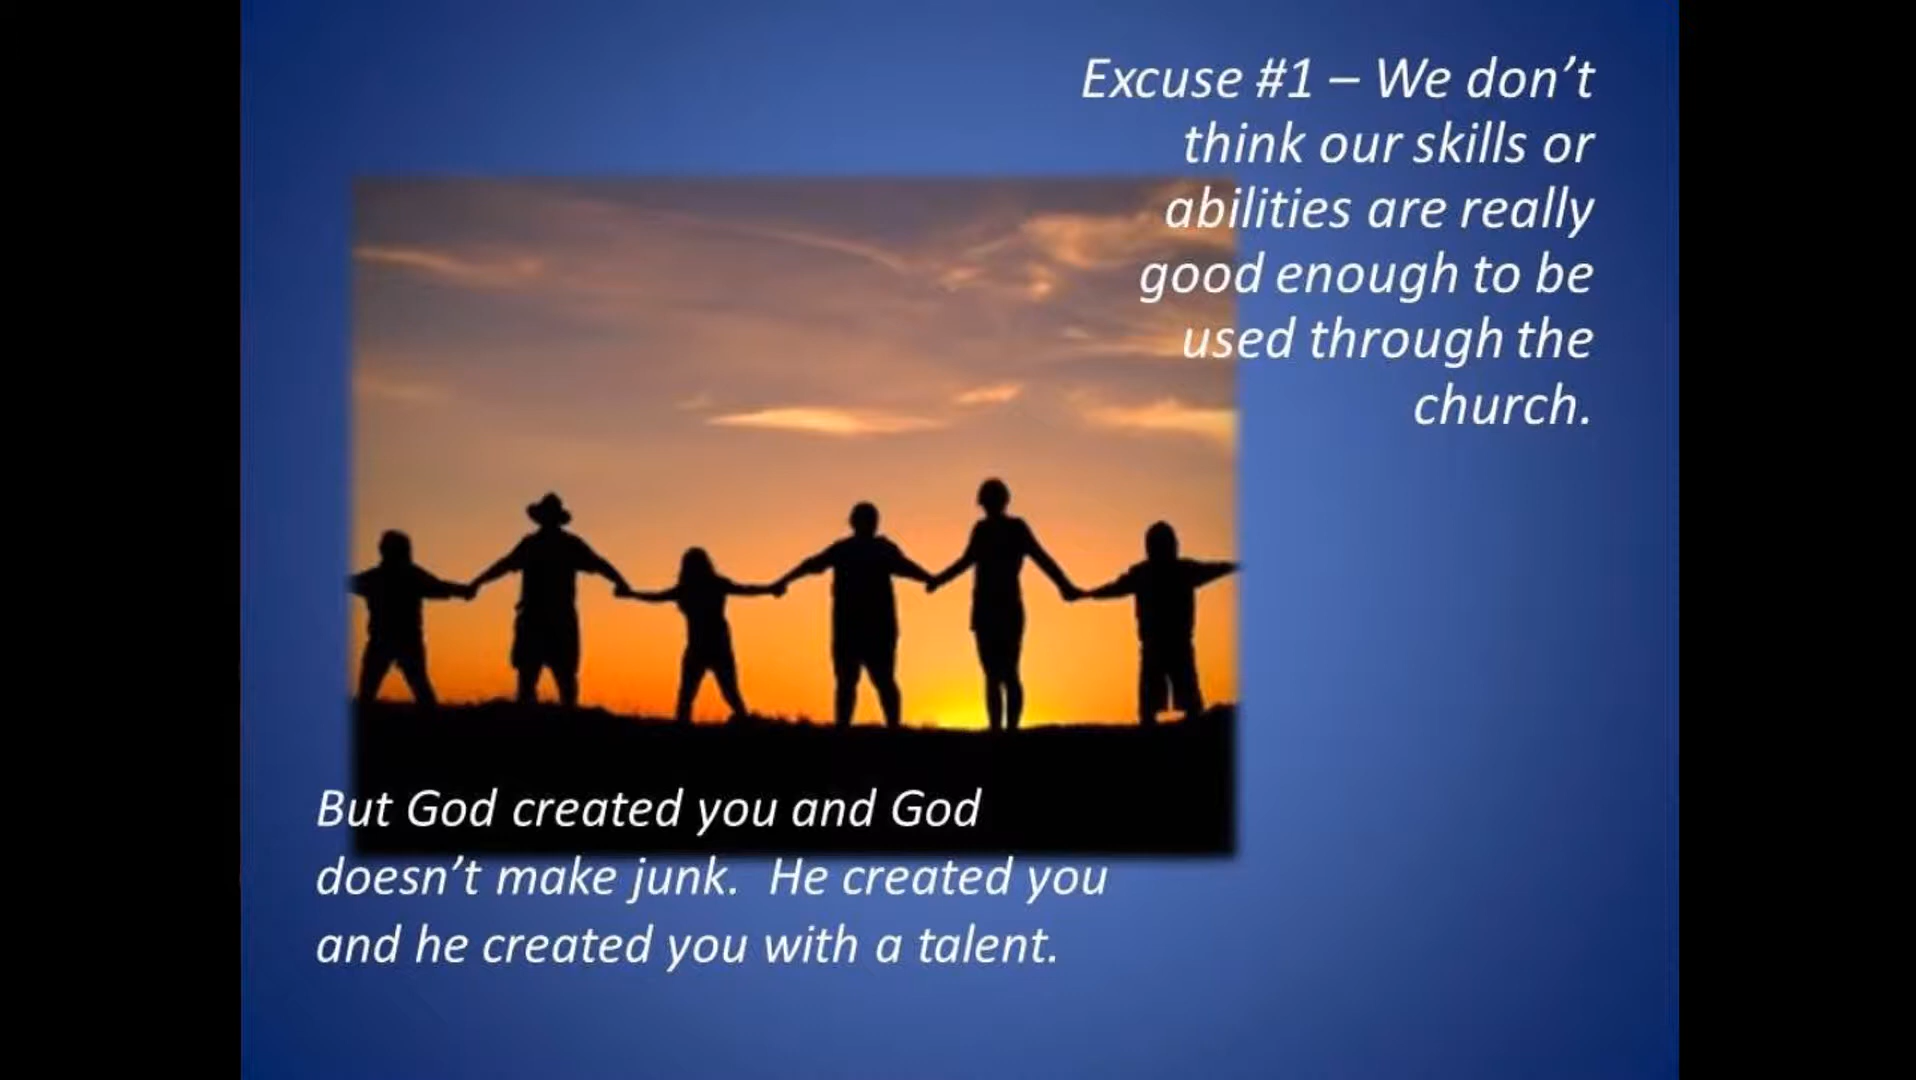 Excuse #1 – We don’t
think our skills or
abilities are really
good enough to be
used through the
church.
But God created you and God
doesn’t make junk.  He created you
and he created you with a talent.